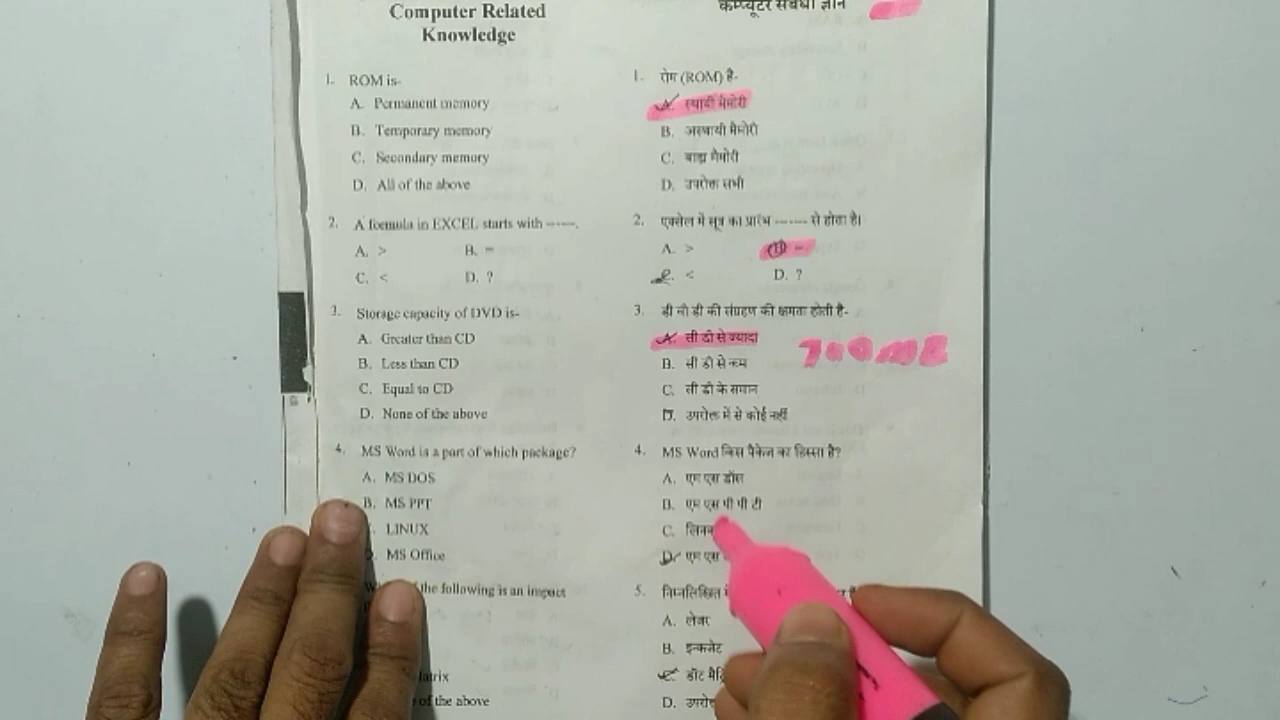 Computer Related
Knowledge
1. ROM is-
A. Permanent memory
B. Temporary memory
C. Secondary memory
D. All of the above
2. A formula in EXCEL starts with ------.
A. > B. =
C. < D. ?
3. Storage capacity of DVD is-
A. Greater than CD
B. Less than CD
C. Equal to CD
D. None of the above
4. MS Word is a part of which package?
A. MS DOS
B. MS PPT
LINUX
MS Office
the following is an impact
of the above
कम्प्यूटर संबंधी ज्ञान
1. रोम (ROM) है-
A. स्थायी मैमोरी
B. अस्थायी मैमोरी
C. बाह्य मैमोरी
D. उपरोक्त सभी
2. एक्सेल में सूत्र का प्रारंभ ------- से होता है।
A. > B. =
C. < D. ?
3. डी वी डी की संग्रहण की क्षमता होती है-
A. सी डी से ज्यादा
700MB
B. सी डी से कम
C. सी डी के समान
D. उपरोक्त में से कोई नहीं
4. MS Word किस पैकेज का हिस्सा है?
A. एम एस डॉस
B. एम एस पी पी टी
C.
D. एम एस
5. निम्नलिखित
A. लेजर
B. इन्कजेट
C. डॉट
D.